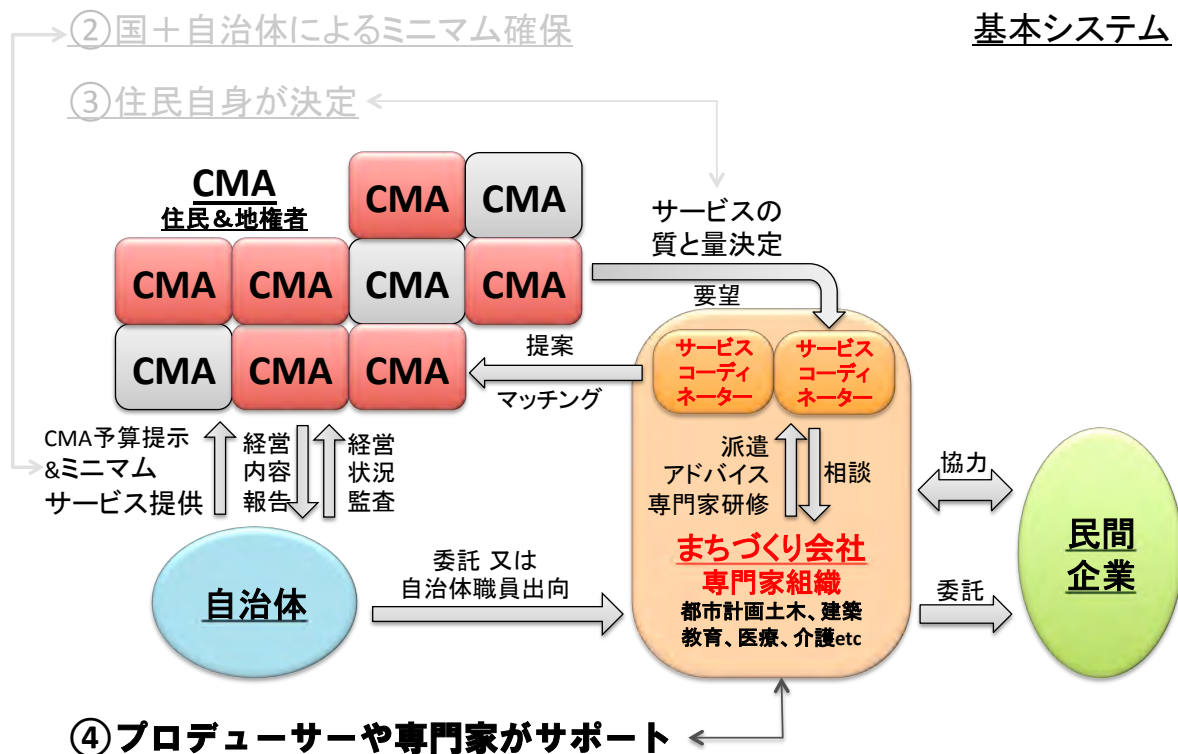 ②国＋自治体によるミニマム確保
基本システム
③住民自身が決定
CMA
住民＆地権者
CMA
CMA
サービスの
質と量決定
CMA
CMA
CMA
CMA
要望
CMA
CMA
CMA
提案
マッチング
サービス
コーディ
ネーター
サービス
コーディ
ネーター
CMA予算提示
&ミニマム
サービス提供
経営
内容
報告
経営
状況
監査
派遣
アドバイス
専門家研修
相談
協力
自治体
委託 又は
自治体職員出向
まちづくり会社
専門家組織
都市計画土木、建築
教育、医療、介護etc
委託
民間
企業
④プロデューサーや専門家がサポート